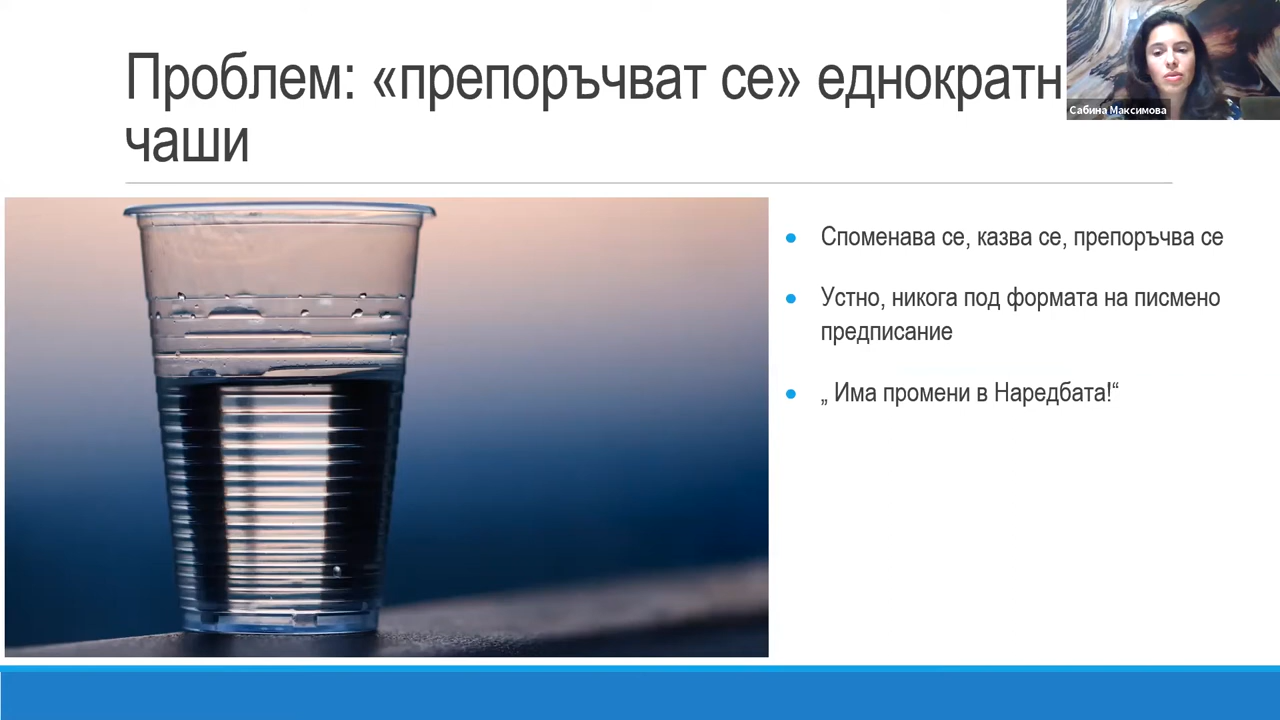 Проблем: «препоръчват се» еднократн
чаши
Сабина Максимова
Споменава се, казва се, препоръчва се
Устно, никога под формата на писмено
предписание
„ Има промени в Наредбата!“